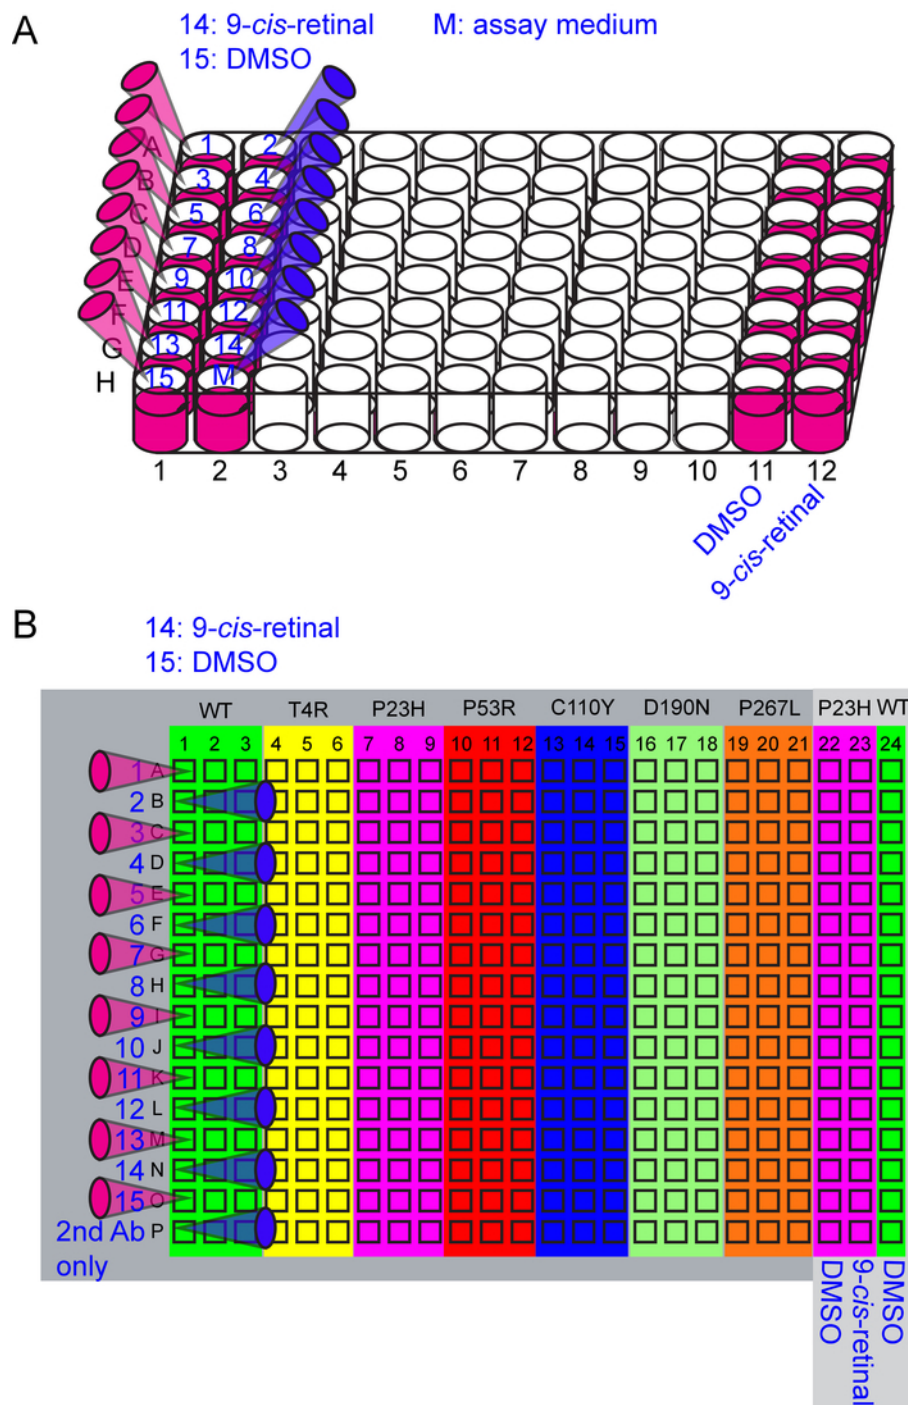 A
14: 9-cis-retinal M: assay medium
15: DMSO
A 1 2
B 3 4
C 5 6
D 7 8
E 9 10
F 11 12
G 13 14
H 15 M
1 2 3 4 5 6 7 8 9 10 11 12
DMSO
9-cis-retinal
B
14: 9-cis-retinal
15: DMSO
WT T4R P23H P53R C110Y D190N P267L P23H WT
1 2 3 4 5 6 7 8 9 10 11 12 13 14 15 16 17 18 19 20 21 22 23 24
1 A
2 B
3 C
4 D
5 E
6 F
7 G
8 H
9 I
10 J
11 K
12 L
13 M
14 N
15 O
2nd Ab P
only
DMSO
9-cis-retinal
DMSO